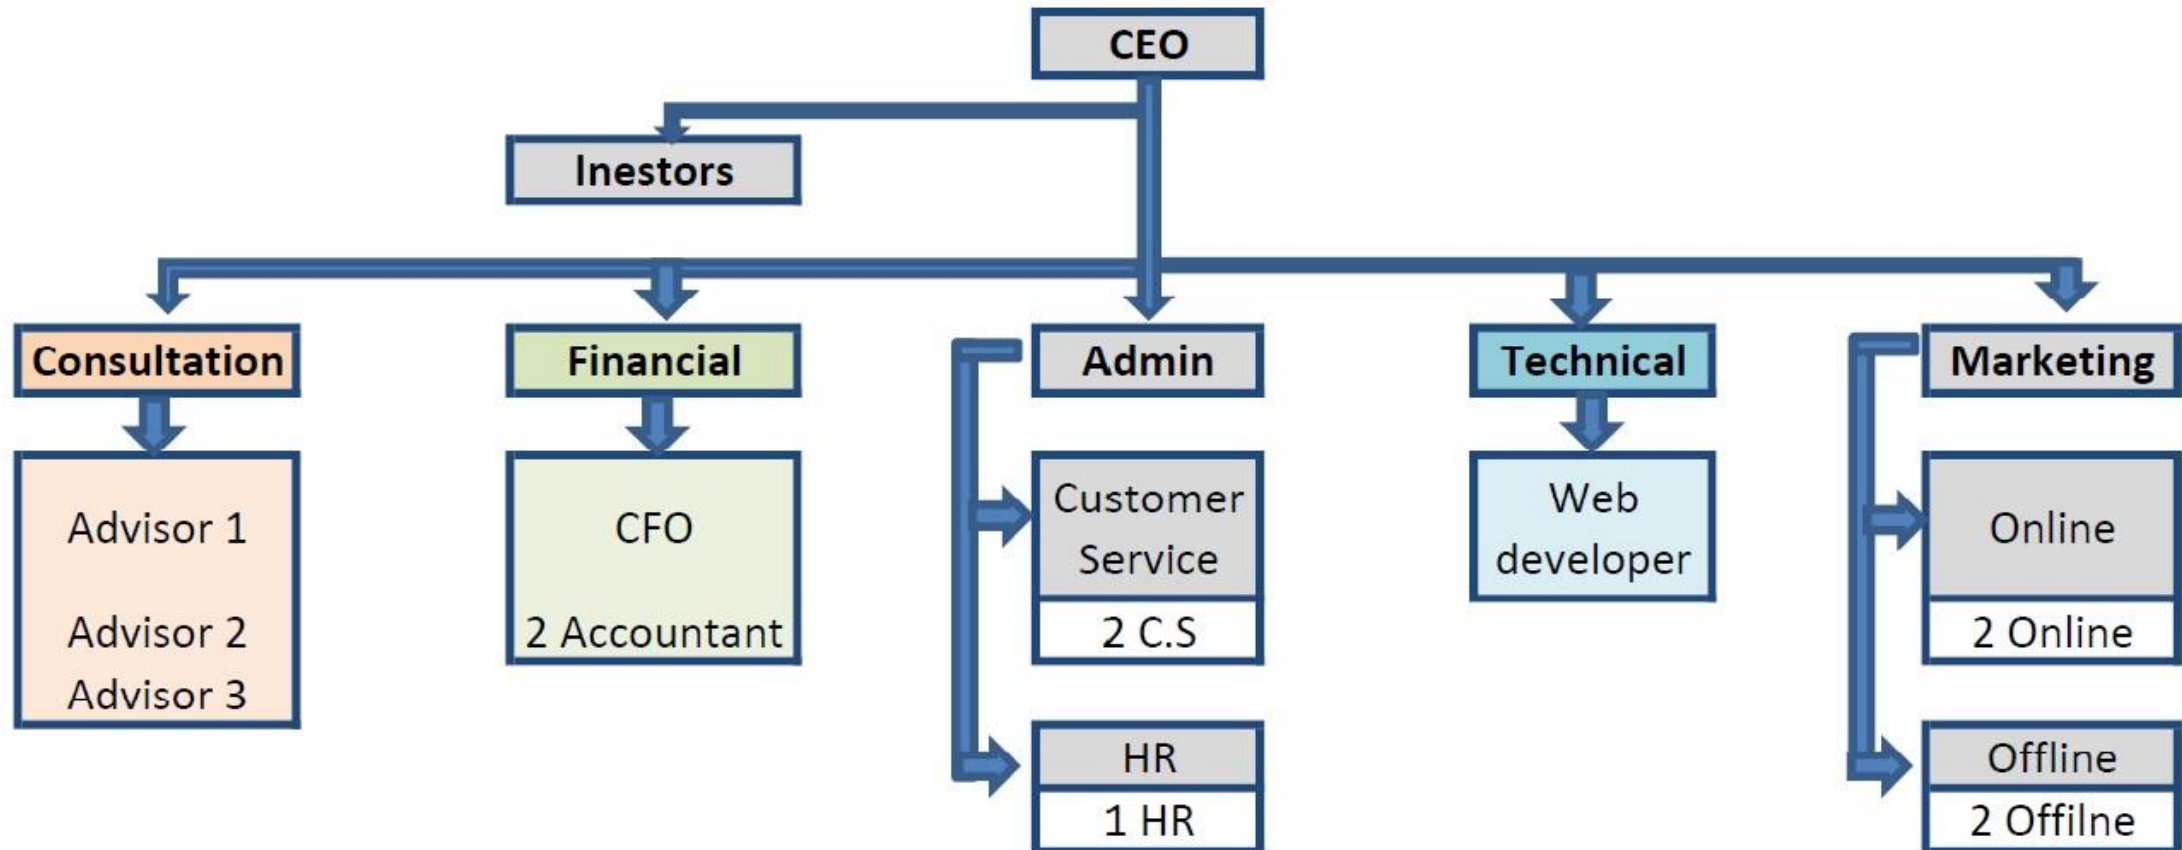 CEO
Inestors
Consultation
Financial
Admin
Technical
Marketing
Advisor 1
Advisor 2
Advisor 3
CFO
2 Accountant
Customer
Service
2 C.S
HR
1 HR
Web
developer
Online
2 Online
Offline
2 Offilne